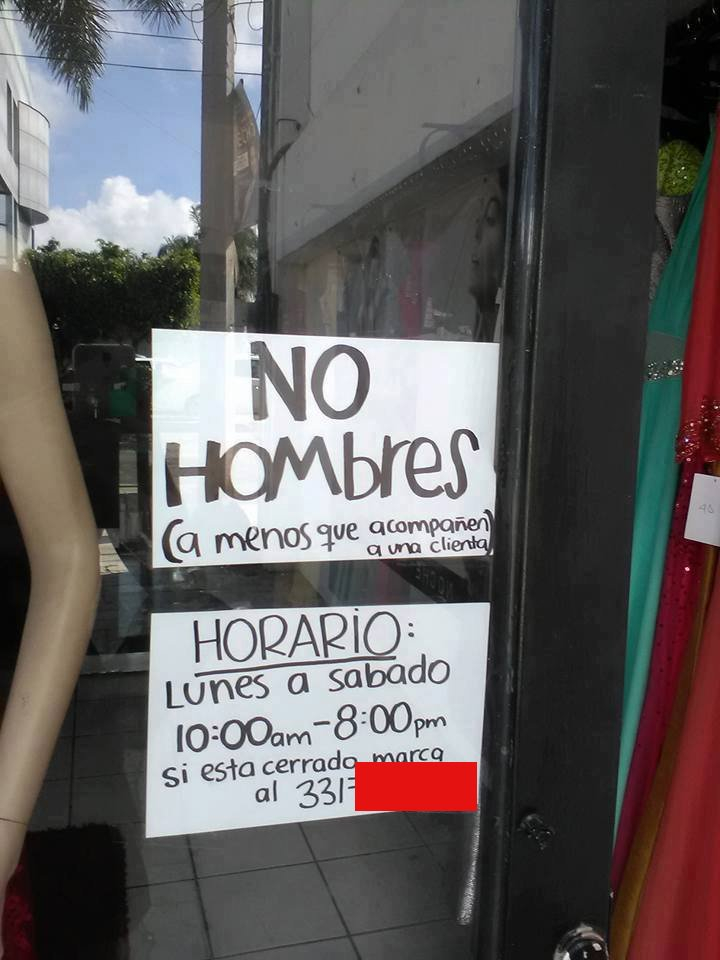 NO
HOMbres
(a menos que acompañen
a una clienta)
HORARIO:
Lunes a sabado
10:00am-8:00pm
si esta cerrado marca
al 3317